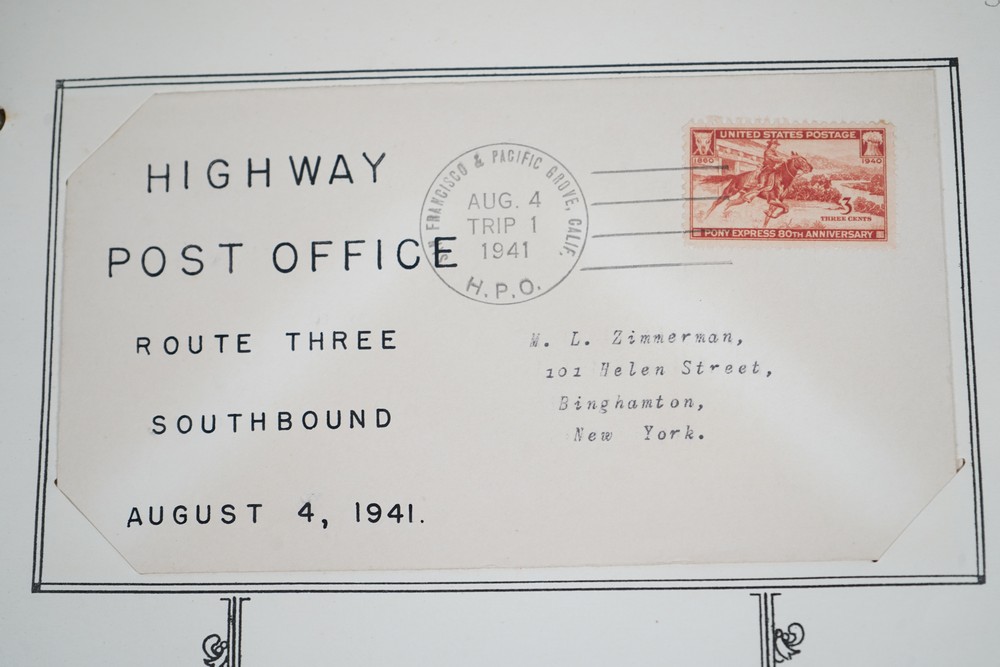 HIGHWAY
POST OFFICE
ROUTE THREE
SOUTHBOUND
AUGUST 4, 1941.
SAN FRANCISCO & PACIFIC GROVE, CALIF.
AUG. 4
TRIP 1
1941
H.P.O.
UNITED STATES POSTAGE
1860 1940
3
THREE CENTS
PONY EXPRESS 80TH ANNIVERSARY
M. L. Zimmerman,
101 Helen Street,
Binghamton,
New York.